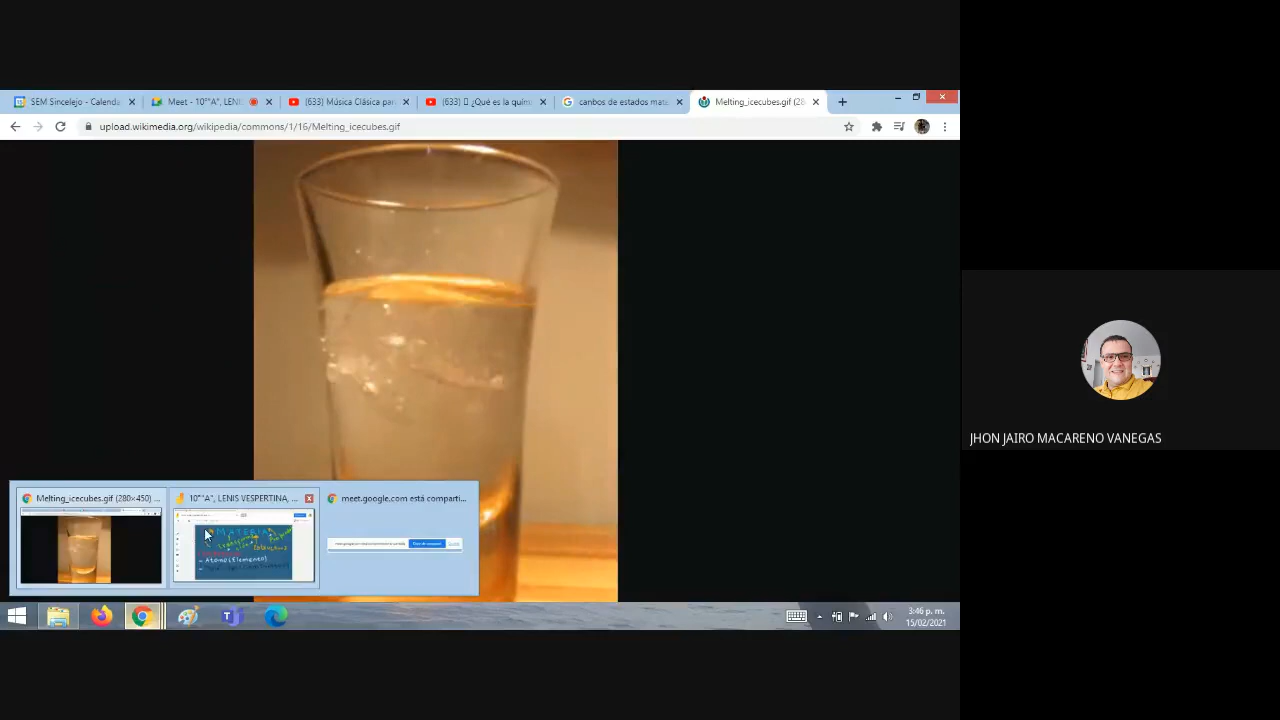 SEM Sincelejo - Calenda
Meet - 10°"A", LENI
(633) Música Clásica par
(633) ¿Qué es la quím
canbos de estados mate
Melting_icecubes.gif (28
upload.wikimedia.org/wikipedia/commons/1/16/Melting_icecubes.gif
JHON JAIRO MACARENO VANEGAS
Melting_icecubes.gif (280×450) ...
10°"A", LENIS VESPERTINA, ...
meet.google.com está comparti...
MATERIA
- Atomo(Elemento)
3:46 p. m.
15/02/2021